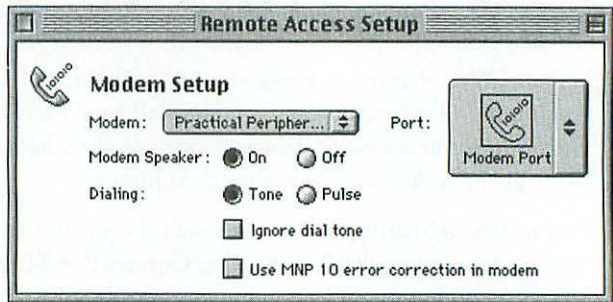 Remote Access Setup
Modem Setup
Modem: Practical Peripher... Port: Modem Port
Modem Speaker: On Off
Dialing: Tone Pulse
Ignore dial tone
Use MNP 10 error correction in modem